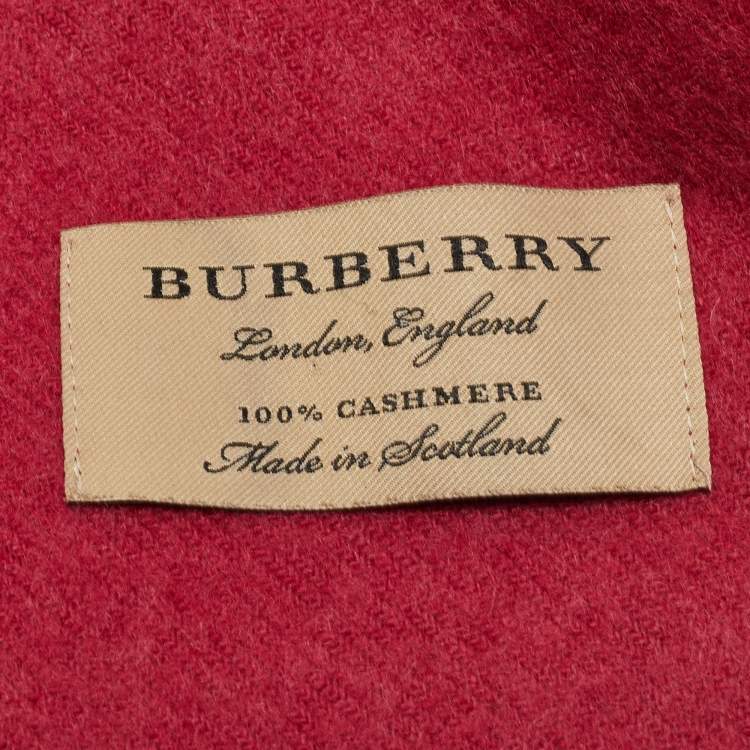 BURBERRY
London, England
100% CASHMERE
Made in Scotland